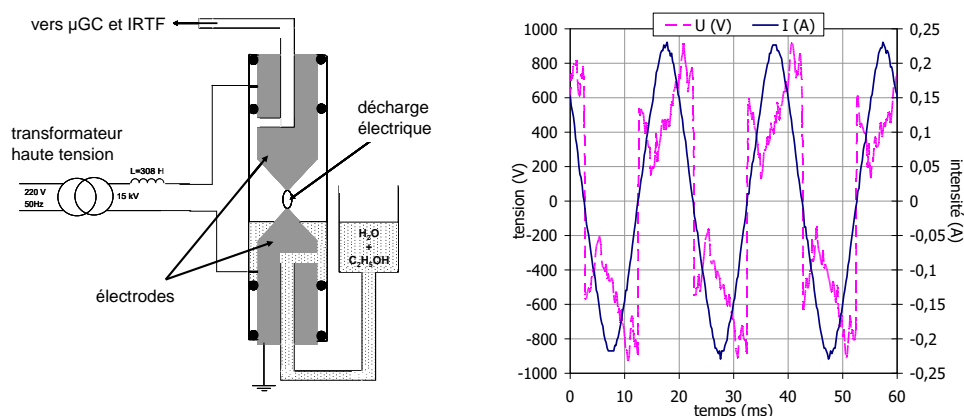 vers µGC et IRTF
décharge
électrique
transformateur
haute tension
L=308 H
220 V
50Hz
15 kV
H₂O
+
C₂H₅OH
électrodes
U (V)
I (A)
tension (V)
1000
800
600
400
200
0
-200
-400
-600
-800
-1000
0,25
0,2
0,15
0,1
0,05
0
-0,05
-0,1
-0,15
-0,2
-0,25
intensité (A)
0
10
20
30
40
50
60
temps (ms)